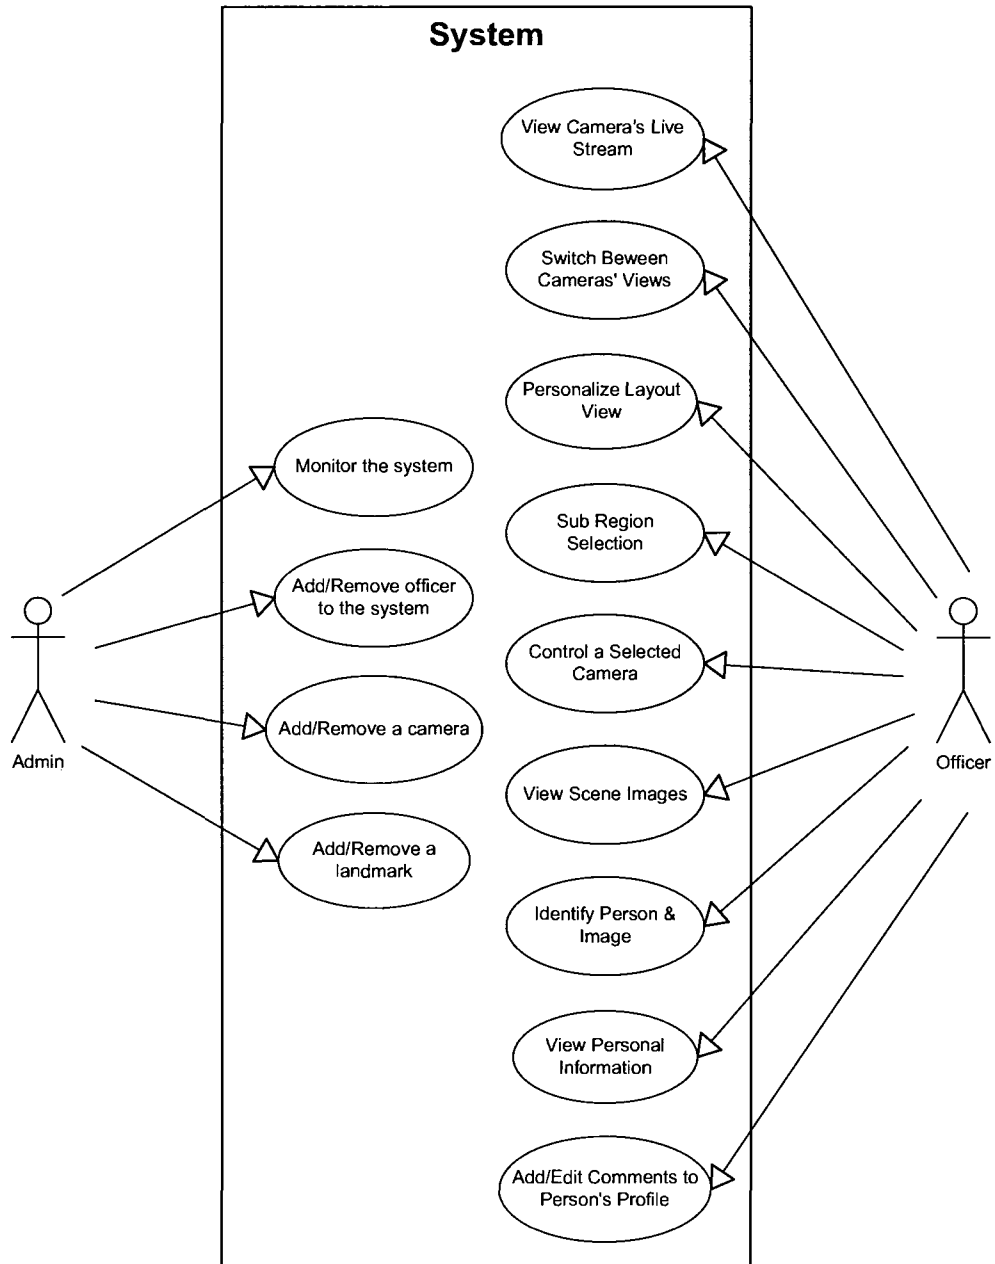 System
View Camera's Live
Stream
Switch Beween
Cameras' Views
Personalize Layout
View
Monitor the system
Sub Region
Selection
Add/Remove officer
to the system
Control a Selected
Camera
Add/Remove a camera
Admin
Officer
View Scene Images
Add/Remove a
landmark
Identify Person &
Image
View Personal
Information
Add/Edit Comments to
Person's Profile